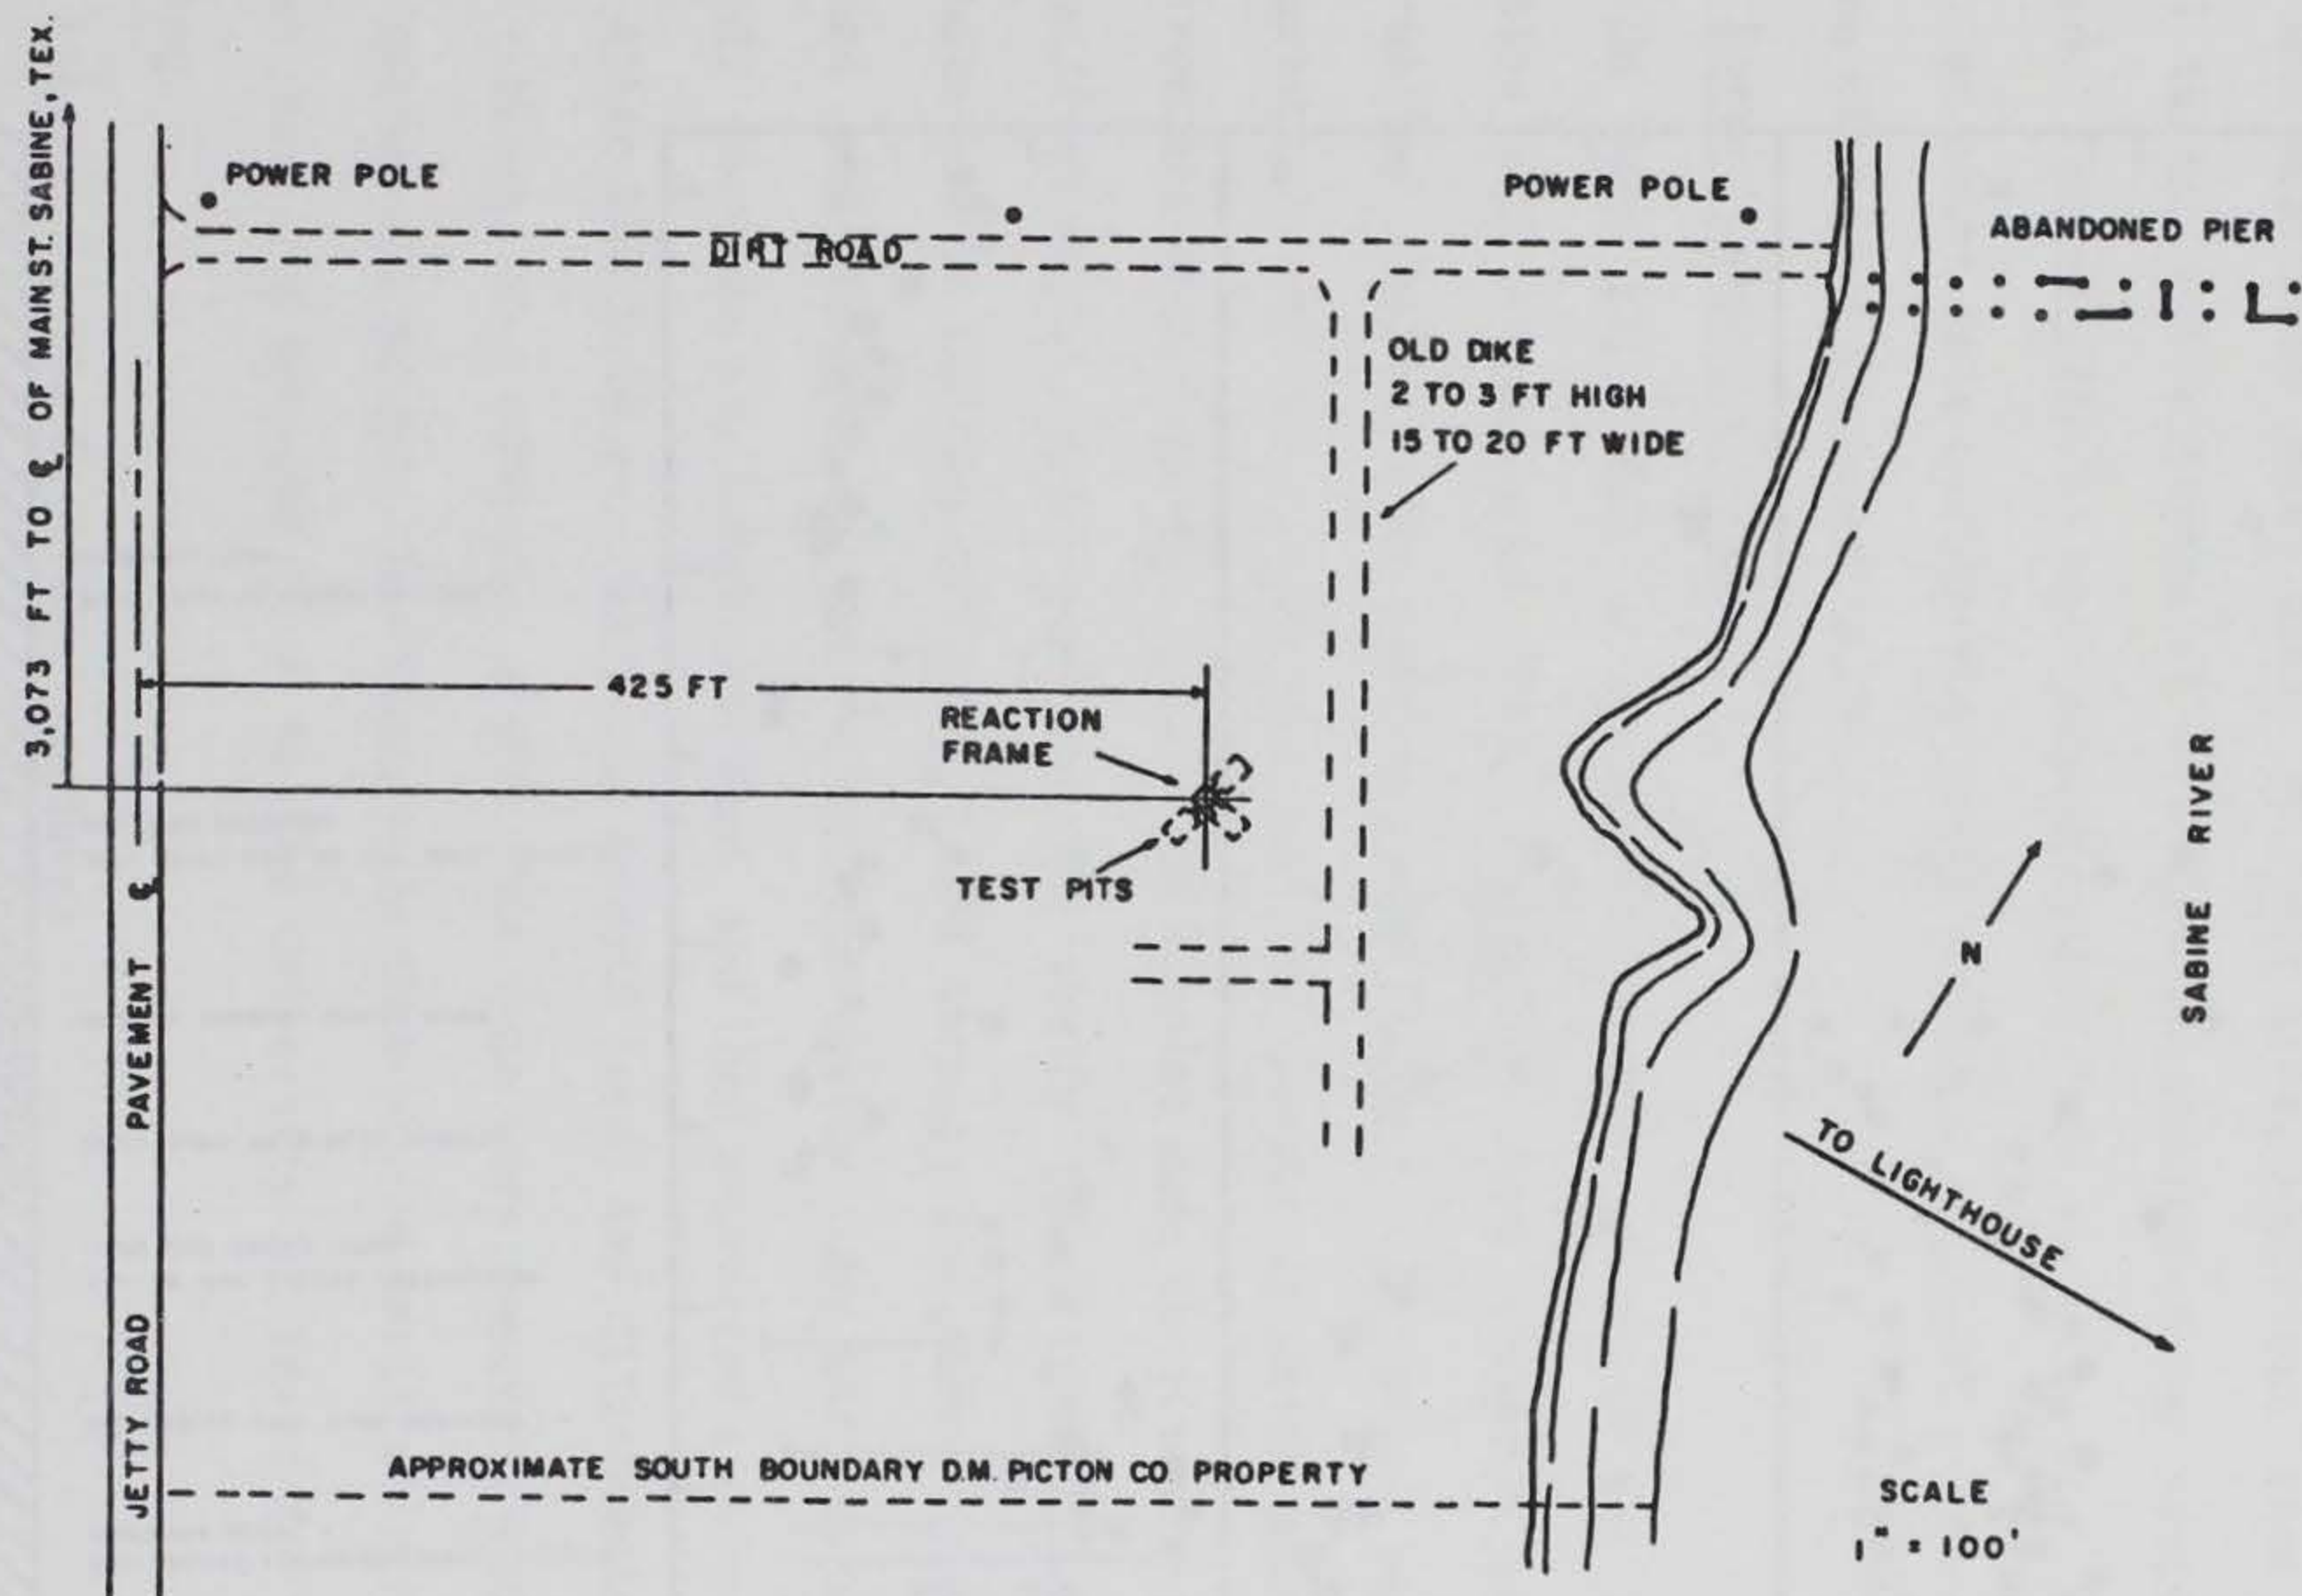 3,073 FT TO ℄ OF MAIN ST. SABINE, TEX.
POWER POLE
POWER POLE
ABANDONED PIER
DIRT ROAD
OLD DIKE
2 TO 3 FT HIGH
15 TO 20 FT WIDE
425 FT
REACTION
FRAME
TEST PITS
JETTY ROAD PAVEMENT ℄
N
SABINE RIVER
TO LIGHTHOUSE
APPROXIMATE SOUTH BOUNDARY D.M. PICTON CO. PROPERTY
SCALE
1" = 100'